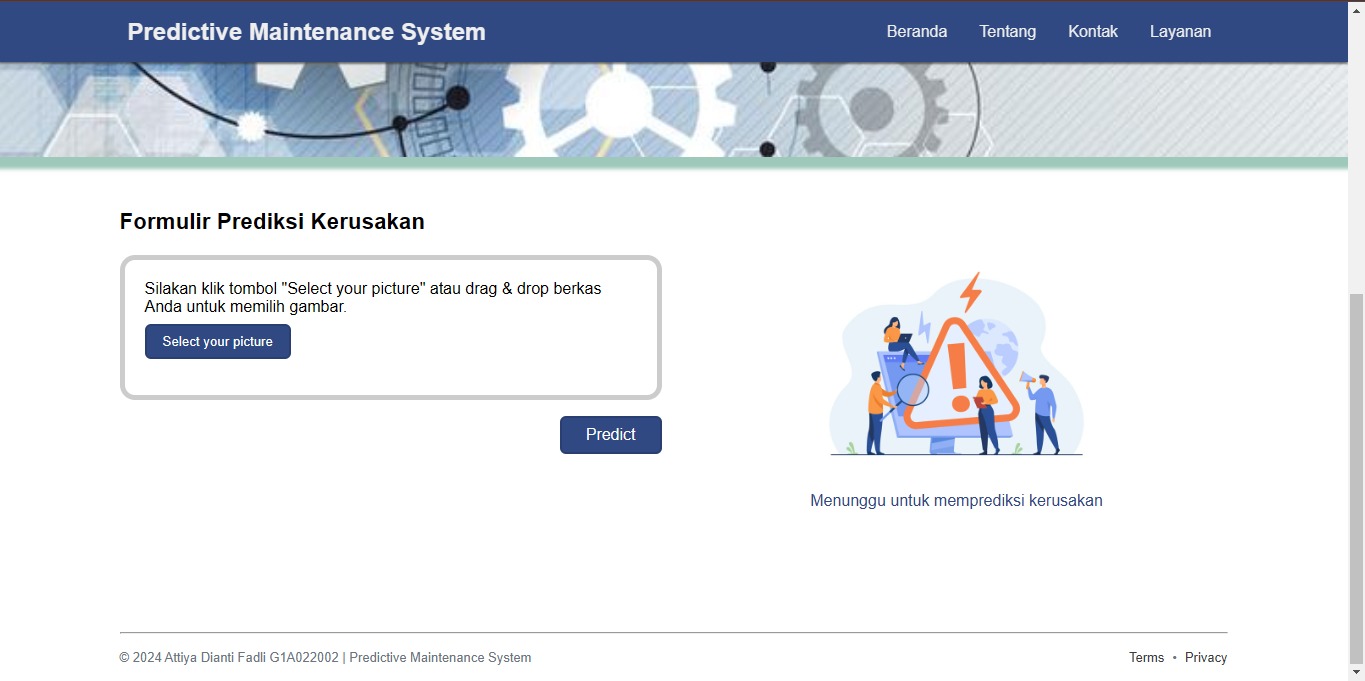 Predictive Maintenance System
Beranda Tentang Kontak Layanan
Formulir Prediksi Kerusakan
Silakan klik tombol "Select your picture" atau drag & drop berkas
Anda untuk memilih gambar.
Select your picture
Predict
Menunggu untuk memprediksi kerusakan
© 2024 Attiya Dianti Fadli G1A022002 | Predictive Maintenance System
Terms • Privacy